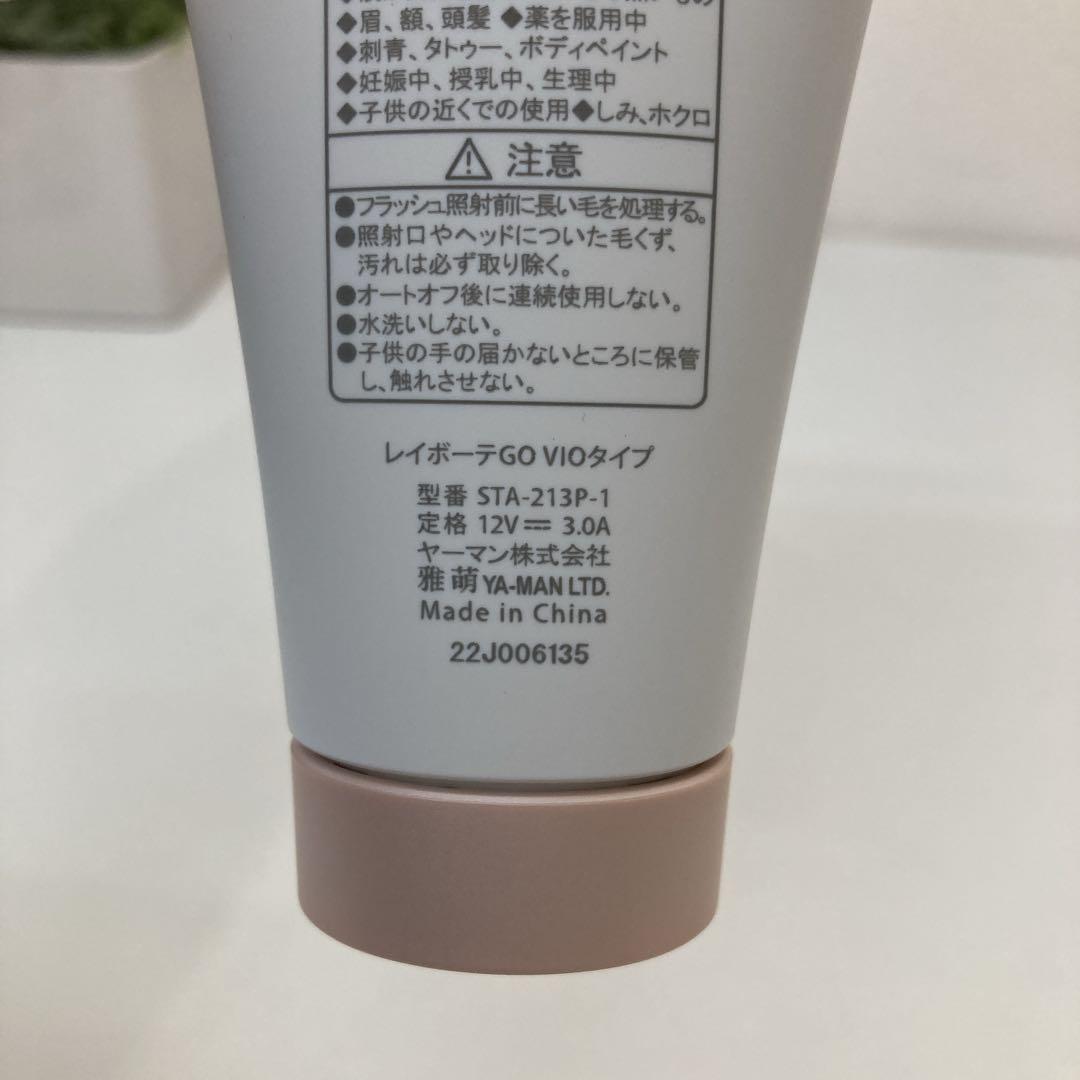 ◆眉、額、頭髪 ◆薬を服用中
◆刺青、タトゥー、ボディペイント
◆妊娠中、授乳中、生理中
◆子供の近くでの使用◆しみ、ホクロ
⚠ 注意
●フラッシュ照射前に長い毛を処理する。
●照射口やヘッドについた毛くず、
汚れは必ず取り除く。
●オートオフ後に連続使用しない。
●水洗いしない。
●子供の手の届かないところに保管
し、触れさせない。
レイボーテGO VIOタイプ
型番 STA-213P-1
定格 12V⎓ 3.0A
ヤーマン株式会社
雅萌 YA-MAN LTD.
Made in China
22J006135